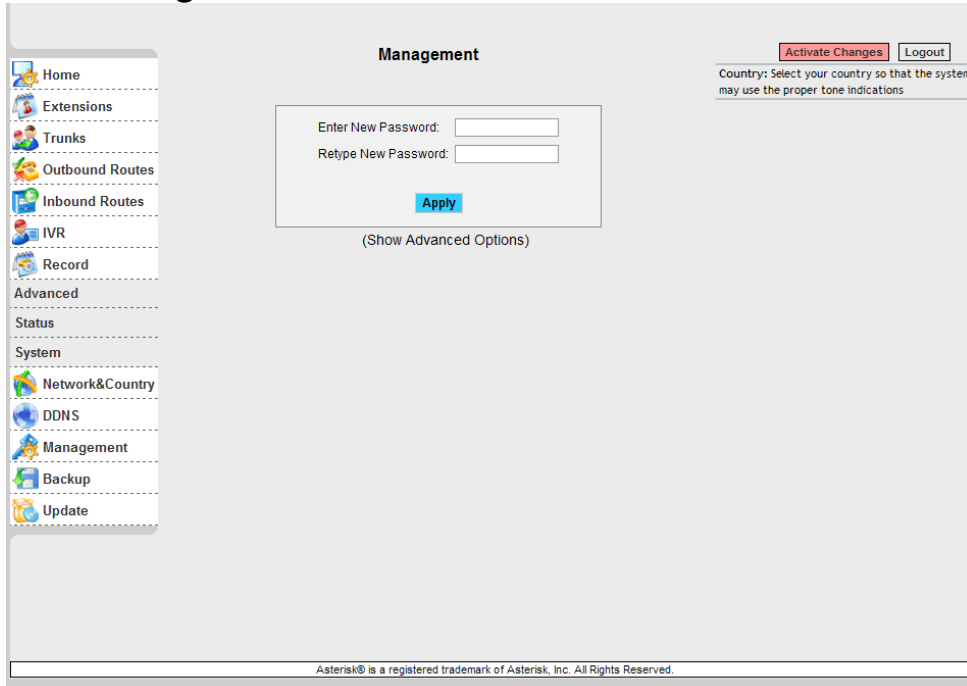 Management
Activate Changes
Logout
Country: Select your country so that the system
may use the proper tone indications
Home
Extensions
Trunks
Outbound Routes
Inbound Routes
IVR
Record
Advanced
Status
System
Network&Country
DDNS
Management
Backup
Update
Enter New Password:
Retype New Password:
Apply
(Show Advanced Options)
Asterisk® is a registered trademark of Asterisk, Inc. All Rights Reserved.